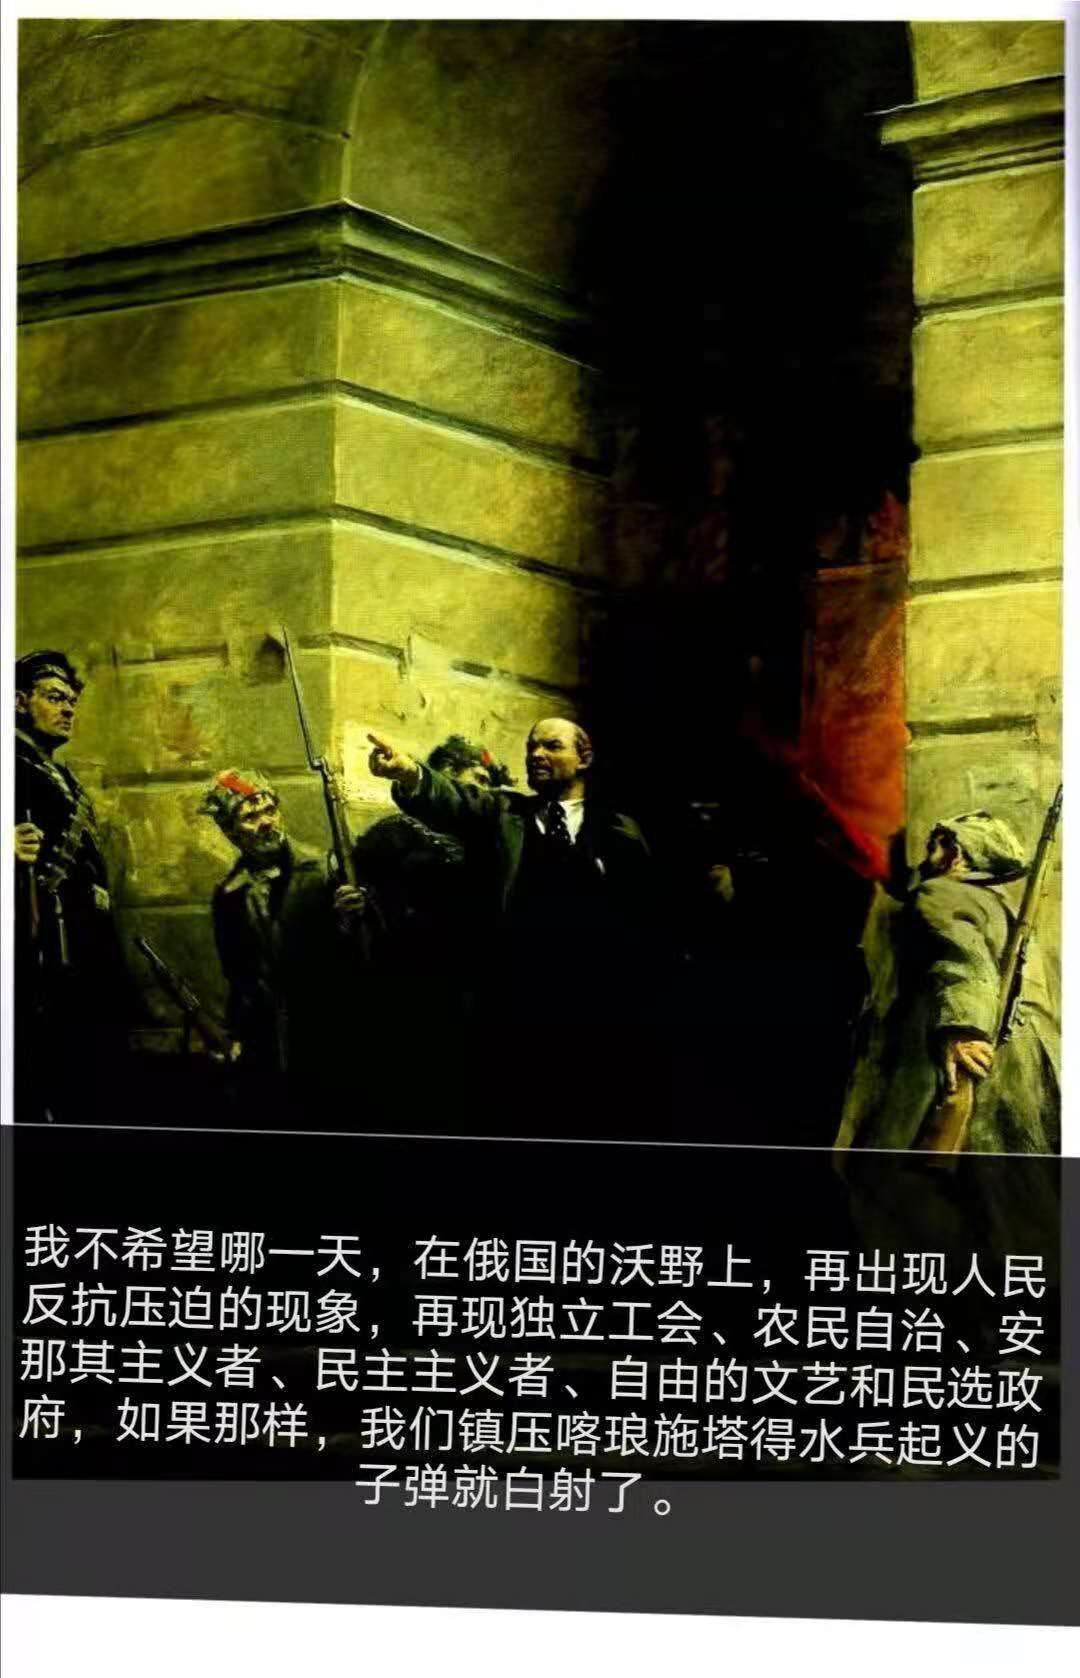 我不希望哪一天，在俄国的沃野上，再出现人民
反抗压迫的现象，再现独立工会、农民自治、安
那其主义者、民主主义者、自由的文艺和民选政
府，如果那样，我们镇压喀琅施塔得水兵起义的
子弹就白射了。